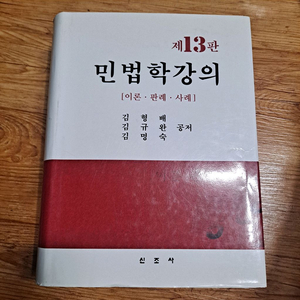 제13판
민법학강의
[이론·판례·사례]
김형배
김규완 공저
김명숙
신조사